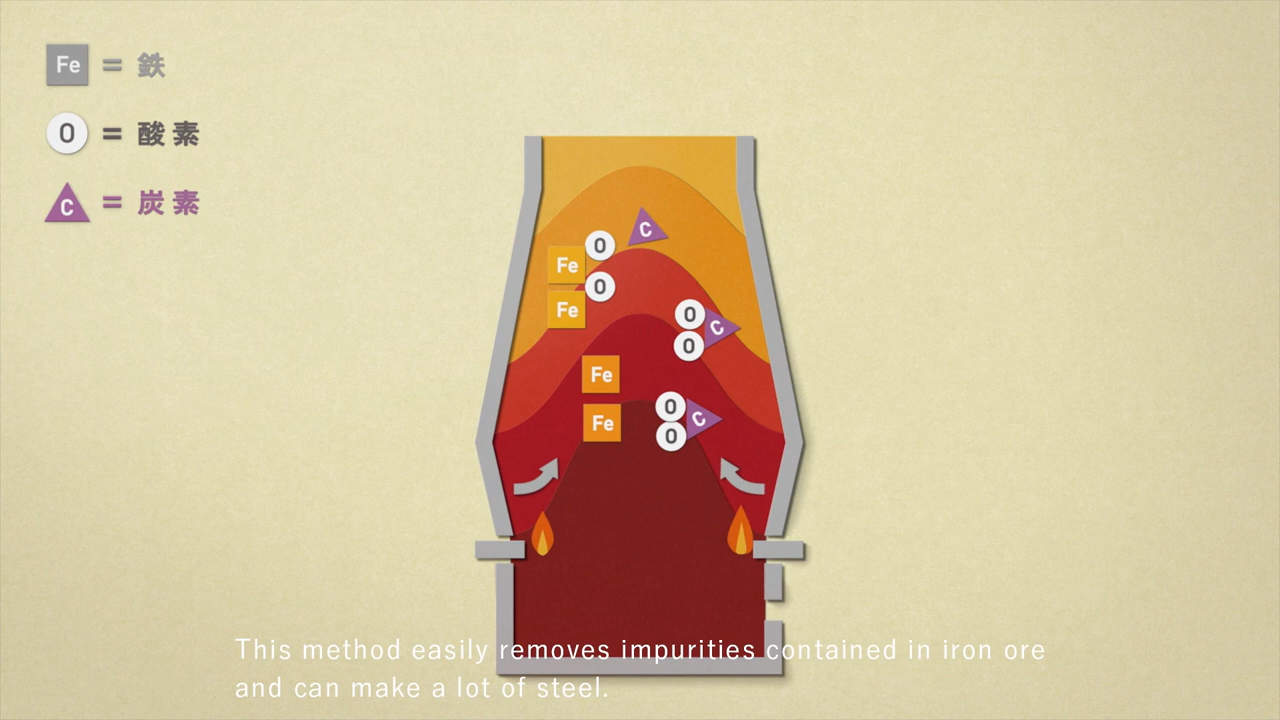 Fe = 鉄
O = 酸素
C = 炭素
O C
Fe
O
Fe
O C
O
Fe
O C
Fe
O
This method easily removes impurities contained in iron ore
and can make a lot of steel.